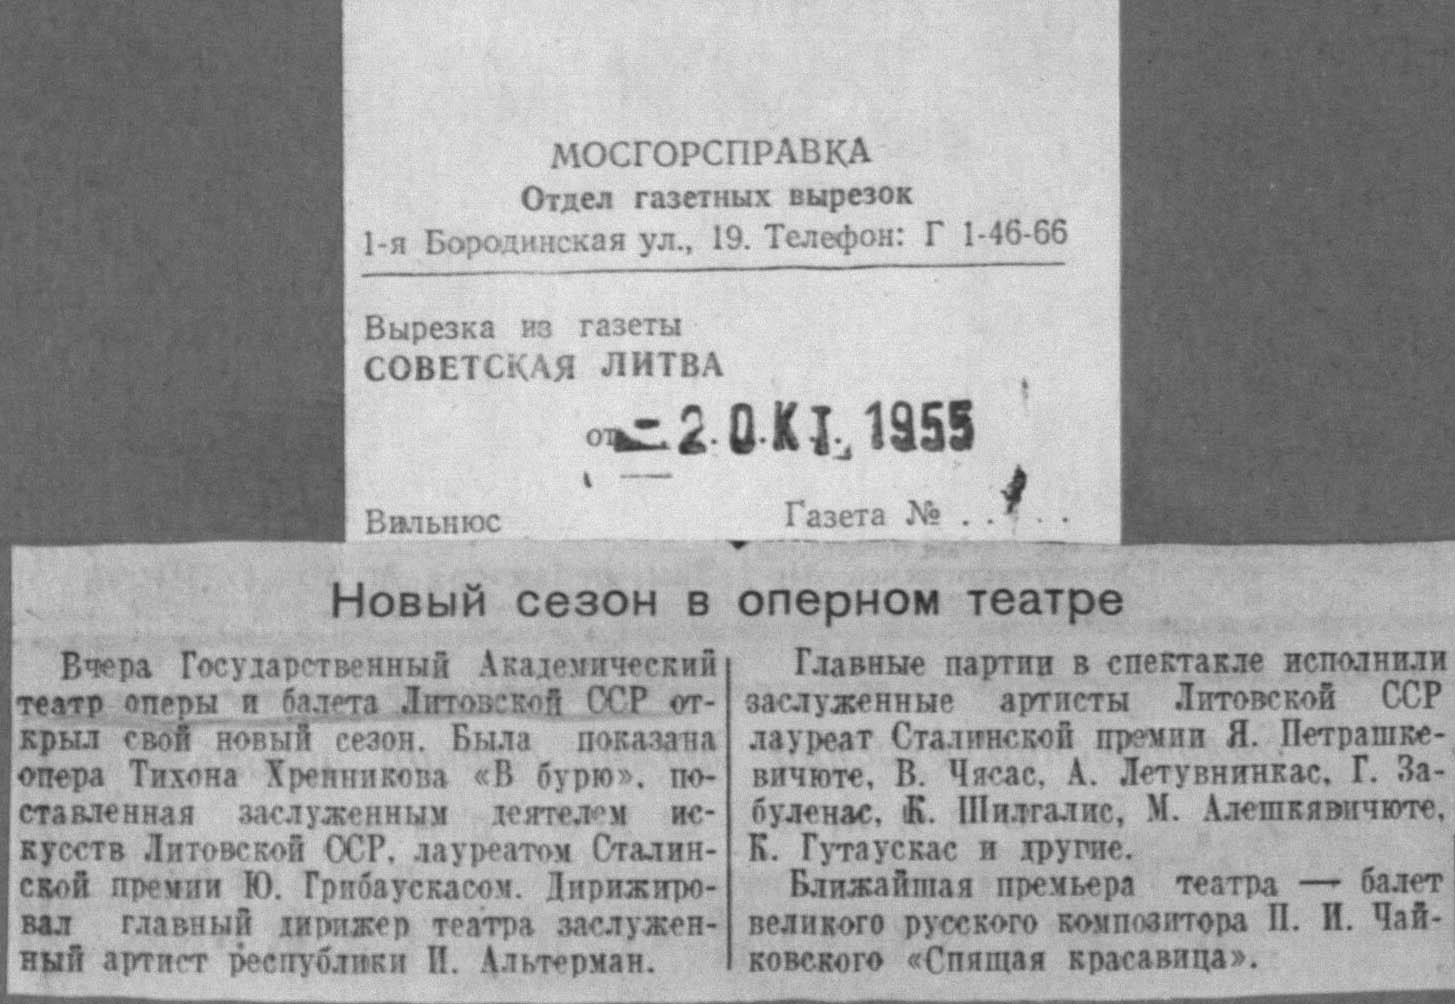 МОСГОРСПРАВКА
Отдел газетных вырезок
1-я Бородинская ул., 19. Телефон: Г 1-46-66
Вырезка из газеты
СОВЕТСКАЯ ЛИТВА
от - 2. ОКТ. 1955
Вильнюс Газета № . . . .
Новый сезон в оперном театре
Вчера Государственный Академический
театр оперы и балета Литовской ССР от-
крыл свой новый сезон. Была показана
опера Тихона Хренникова «В бурю», по-
ставленная заслуженным деятелем ис-
кусств Литовской ССР, лауреатом Сталин-
ской премии Ю. Грибаускасом. Дирижиро-
вал главный дирижер театра заслужен-
ный артист республики И. Альтерман.
Главные партии в спектакле исполнили
заслуженные артисты Литовской ССР
лауреат Сталинской премии Я. Петрашке-
вичюте, В. Чясас, А. Летувнинкас, Г. За-
буленас, К. Шилгалис, М. Алешкявичюте,
К. Гутаускас и другие.
Ближайшая премьера театра — балет
великого русского композитора П. И. Чай-
ковского «Спящая красавица».